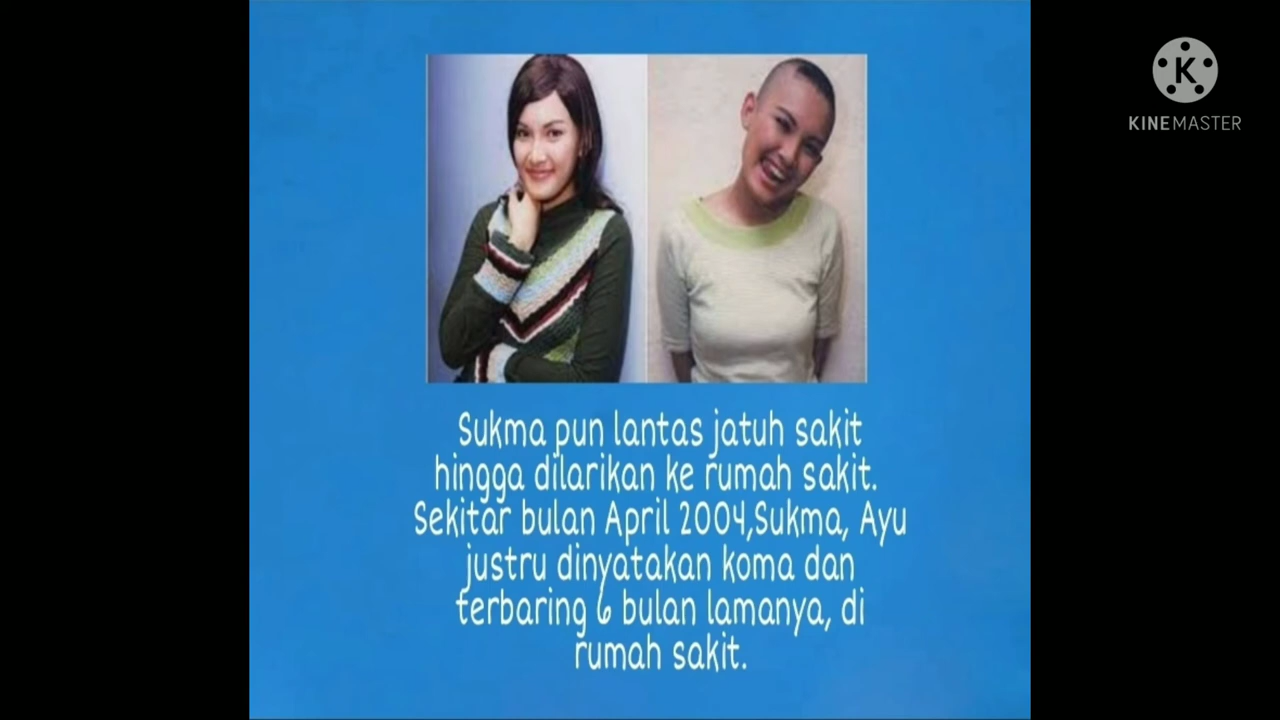 KINEMASTER
Sukma pun lantas jatuh sakit
hingga dilarikan ke rumah sakit.
Sekitar bulan April 2004,Sukma, Ayu
justru dinyatakan koma dan
terbaring 6 bulan lamanya, di
rumah sakit.